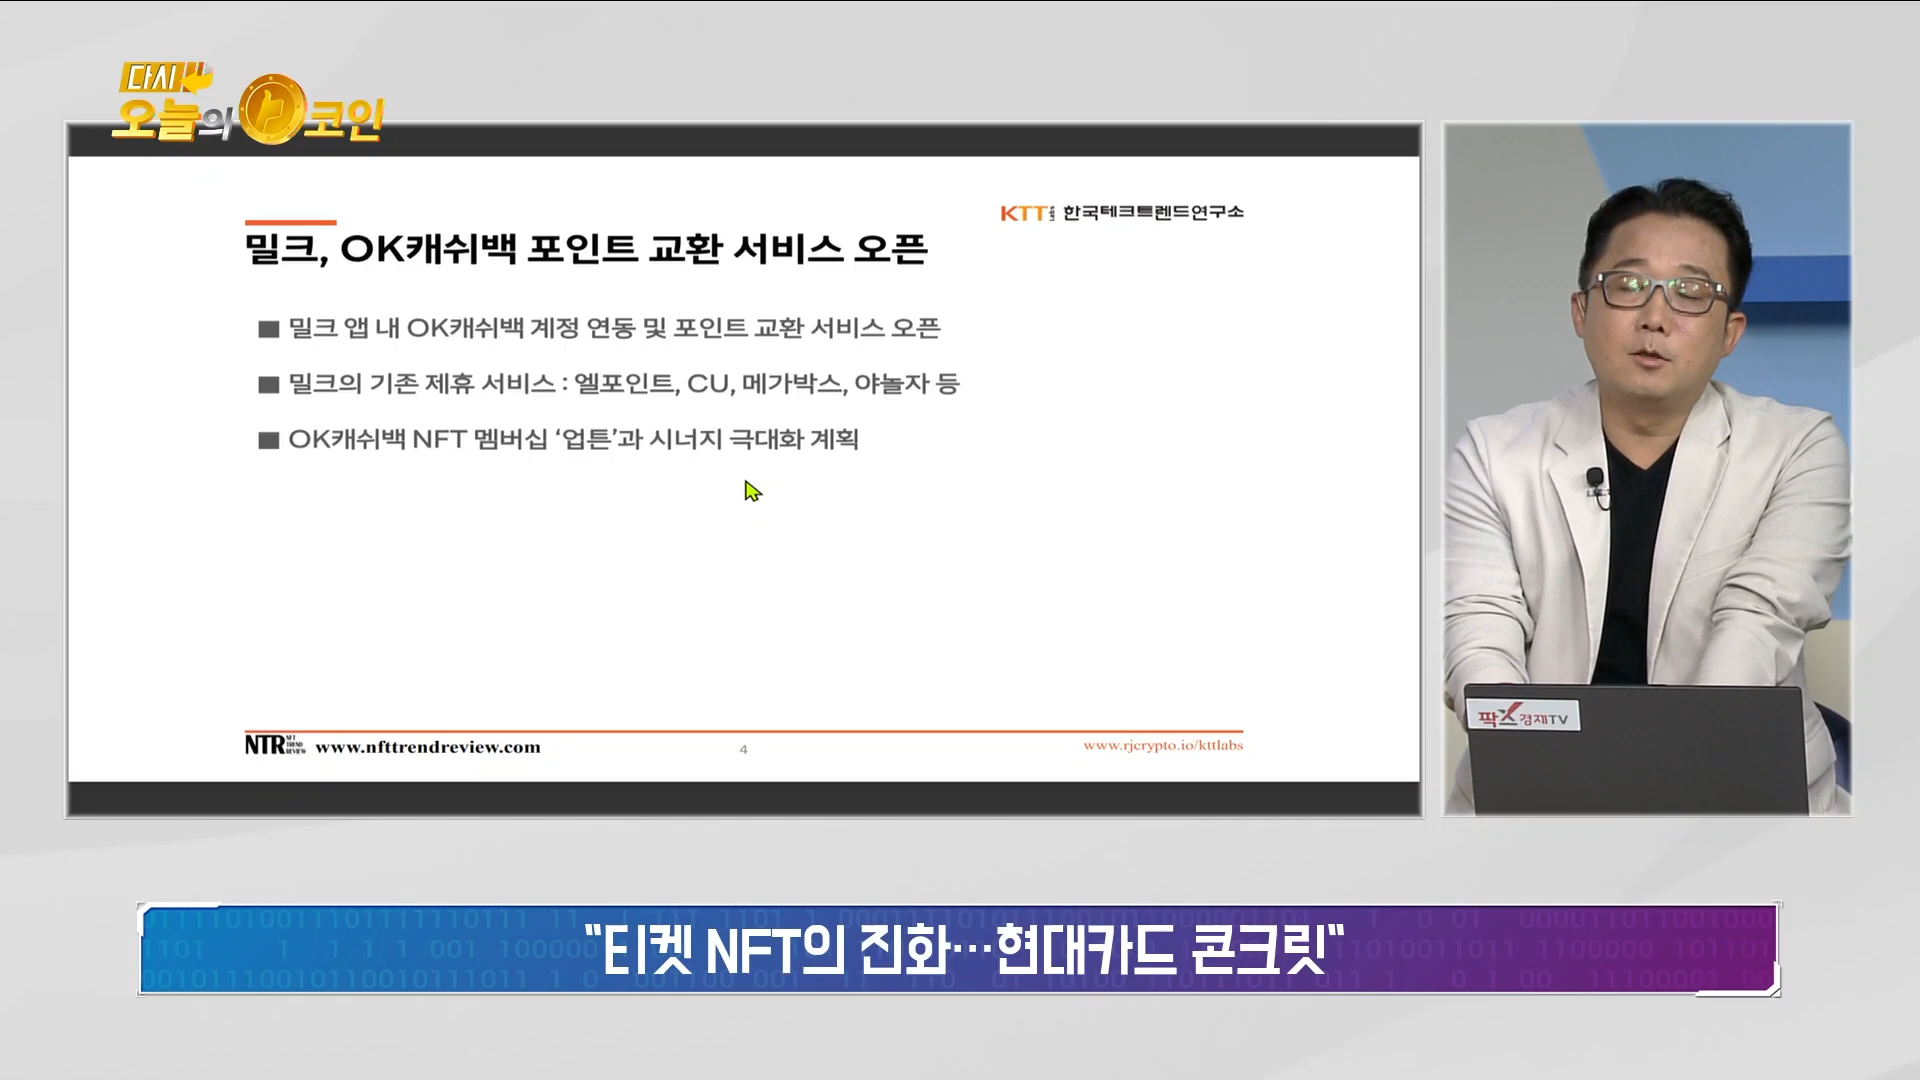 다시
오늘의 코인
KTT Labs 한국테크트렌드연구소
밀크, OK캐쉬백 포인트 교환 서비스 오픈
■ 밀크 앱 내 OK캐쉬백 계정 연동 및 포인트 교환 서비스 오픈
■ 밀크의 기존 제휴 서비스 : 엘포인트, CU, 메가박스, 야놀자 등
■ OK캐쉬백 NFT 멤버십 ‘업튼’과 시너지 극대화 계획
NTR NFT TREND REVIEW www.nfttrendreview.com
4
www.rjcrypto.io/kttlabs
팍스경제TV
“티켓 NFT의 진화…현대카드 콘크릿“